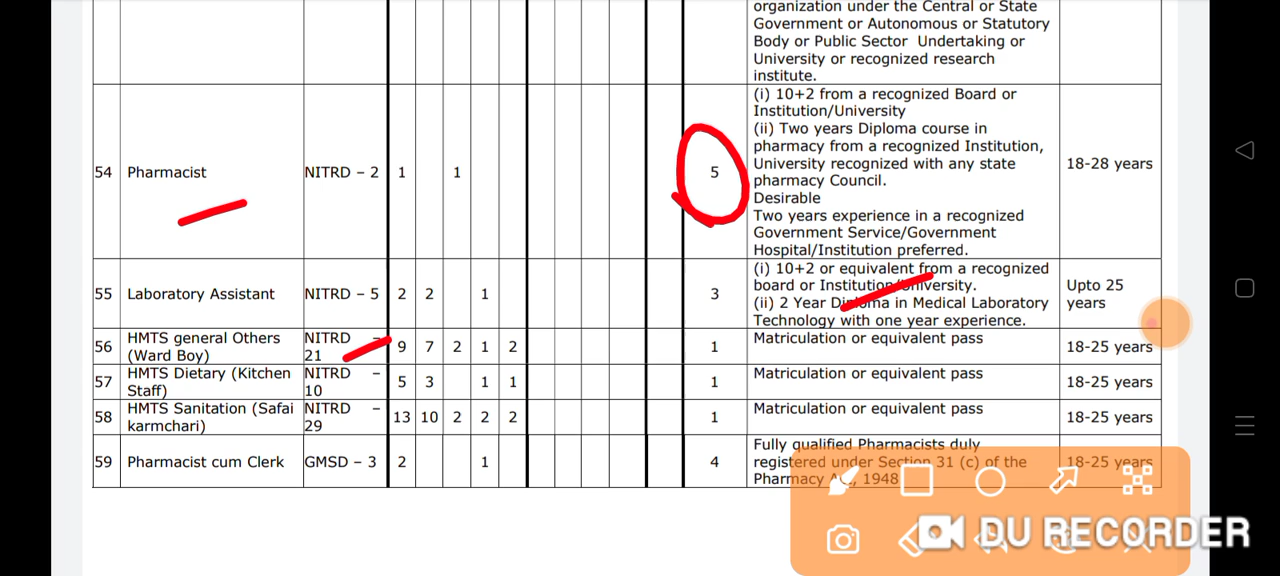 organization under the Central or State
Government or Autonomous or Statutory
Body or Public Sector Undertaking or
University or recognized research
institute.
54 Pharmacist NITRD – 2 1 1 5 18-28 years
(i) 10+2 from a recognized Board or
Institution/University
(ii) Two years Diploma course in
pharmacy from a recognized Institution,
University recognized with any state
pharmacy Council.
Desirable
Two years experience in a recognized
Government Service/Government
Hospital/Institution preferred.
55 Laboratory Assistant NITRD – 5 2 2 1 3
(i) 10+2 or equivalent from a recognized
board or Institution/University.
(ii) 2 Year Diploma in Medical Laboratory
Technology with one year experience.
Upto 25
years
56 HMTS general Others
(Ward Boy)
NITRD –
21
9 7 2 1 2 1 Matriculation or equivalent pass 18-25 years
57 HMTS Dietary (Kitchen
Staff)
NITRD –
10
5 3 1 1 1 Matriculation or equivalent pass 18-25 years
58 HMTS Sanitation (Safai
karmchari)
NITRD –
29
13 10 2 2 2 1 Matriculation or equivalent pass 18-25 years
59 Pharmacist cum Clerk GMSD – 3 2 1 4
Fully qualified Pharmacists duly
registered under Section 31 (c) of the
Pharmacy Act, 1948
18-25 years
DU RECORDER